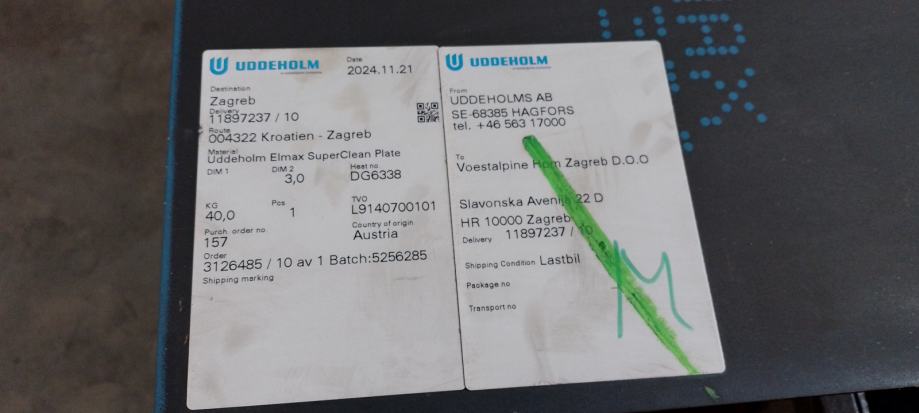 UDDEHOLM
Date
2024.11.21
Destination
Zagreb
Delivery
11897237 / 10
Route
004322 Kroatien - Zagreb
Material
Uddeholm Elmax SuperClean Plate
DIM 1 DIM 2 Heat no
3,0 DG6338
KG Pcs TVO
40,0 1 L9140700101
Purch. order no. Country of origin
157 Austria
Order
3126485 / 10 av 1 Batch:5256285
Shipping marking
UDDEHOLM
From
UDDEHOLMS AB
SE-68385 HAGFORS
tel. +46 563 17000
To
Voestalpine Hpm Zagreb D.O.O
Slavonska Avenija 22 D
HR 10000 Zagreb
Delivery 11897237 / 10
Shipping Condition Lastbil
Package no
Transport no
M